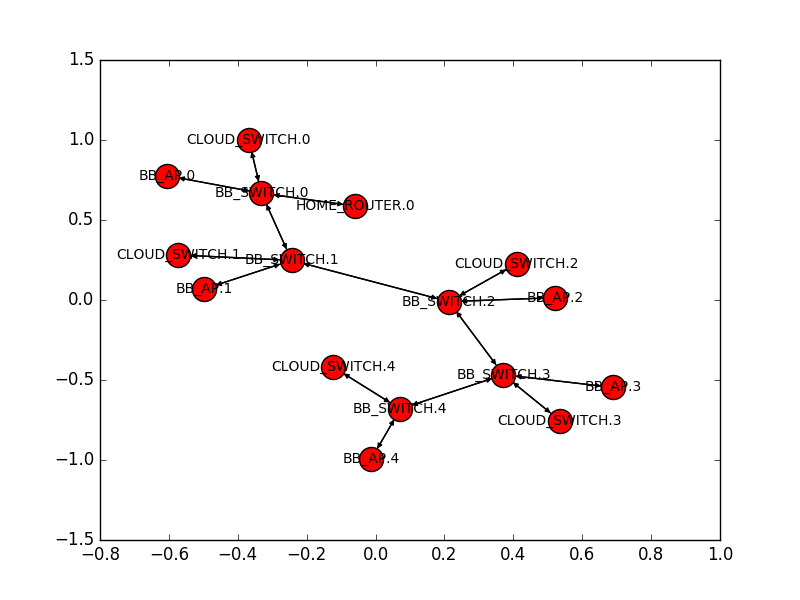 1.5
1.0
0.5
0.0
−0.5
−1.0
−1.5
CLOUD_SWITCH.0
BB_AP.0
BB_SWITCH.0
HOME_ROUTER.0
CLOUD_SWITCH.1
BB_SWITCH.1
BB_AP.1
CLOUD_SWITCH.2
BB_SWITCH.2
BB_AP.2
CLOUD_SWITCH.4
BB_SWITCH.3
BB_AP.3
BB_SWITCH.4
CLOUD_SWITCH.3
BB_AP.4
−0.8 −0.6 −0.4 −0.2 0.0 0.2 0.4 0.6 0.8 1.0